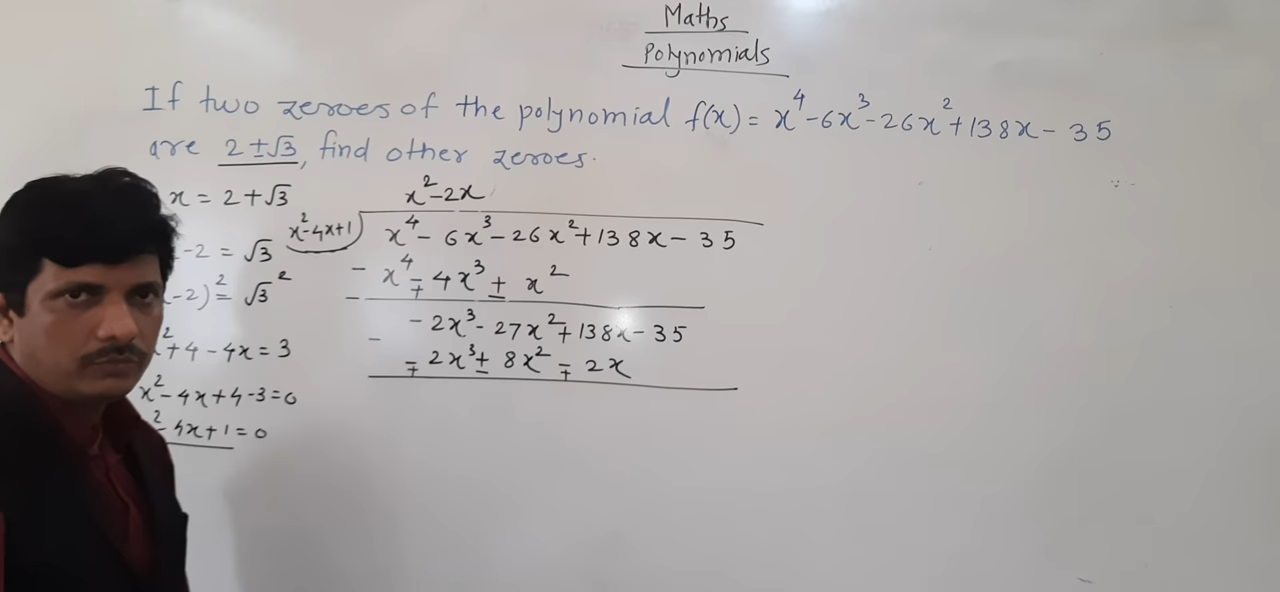 Maths
Polynomials
If two zeroes of the polynomial f(x) = x⁴-6x³-26x²+138x-35
are 2±√3, find other zeroes.
x = 2+√3
-2 = √3
-2)² = √3²
²+4-4x=3
x²-4x+4-3=0
²-4x+1=0
x²-2x
x²-4x+1) x⁴-6x³-26x²+138x-35
- x⁴ ∓ 4x³ ± x²
-
-2x³-27x²+138x-35
-
∓ 2x³ ± 8x² ∓ 2x